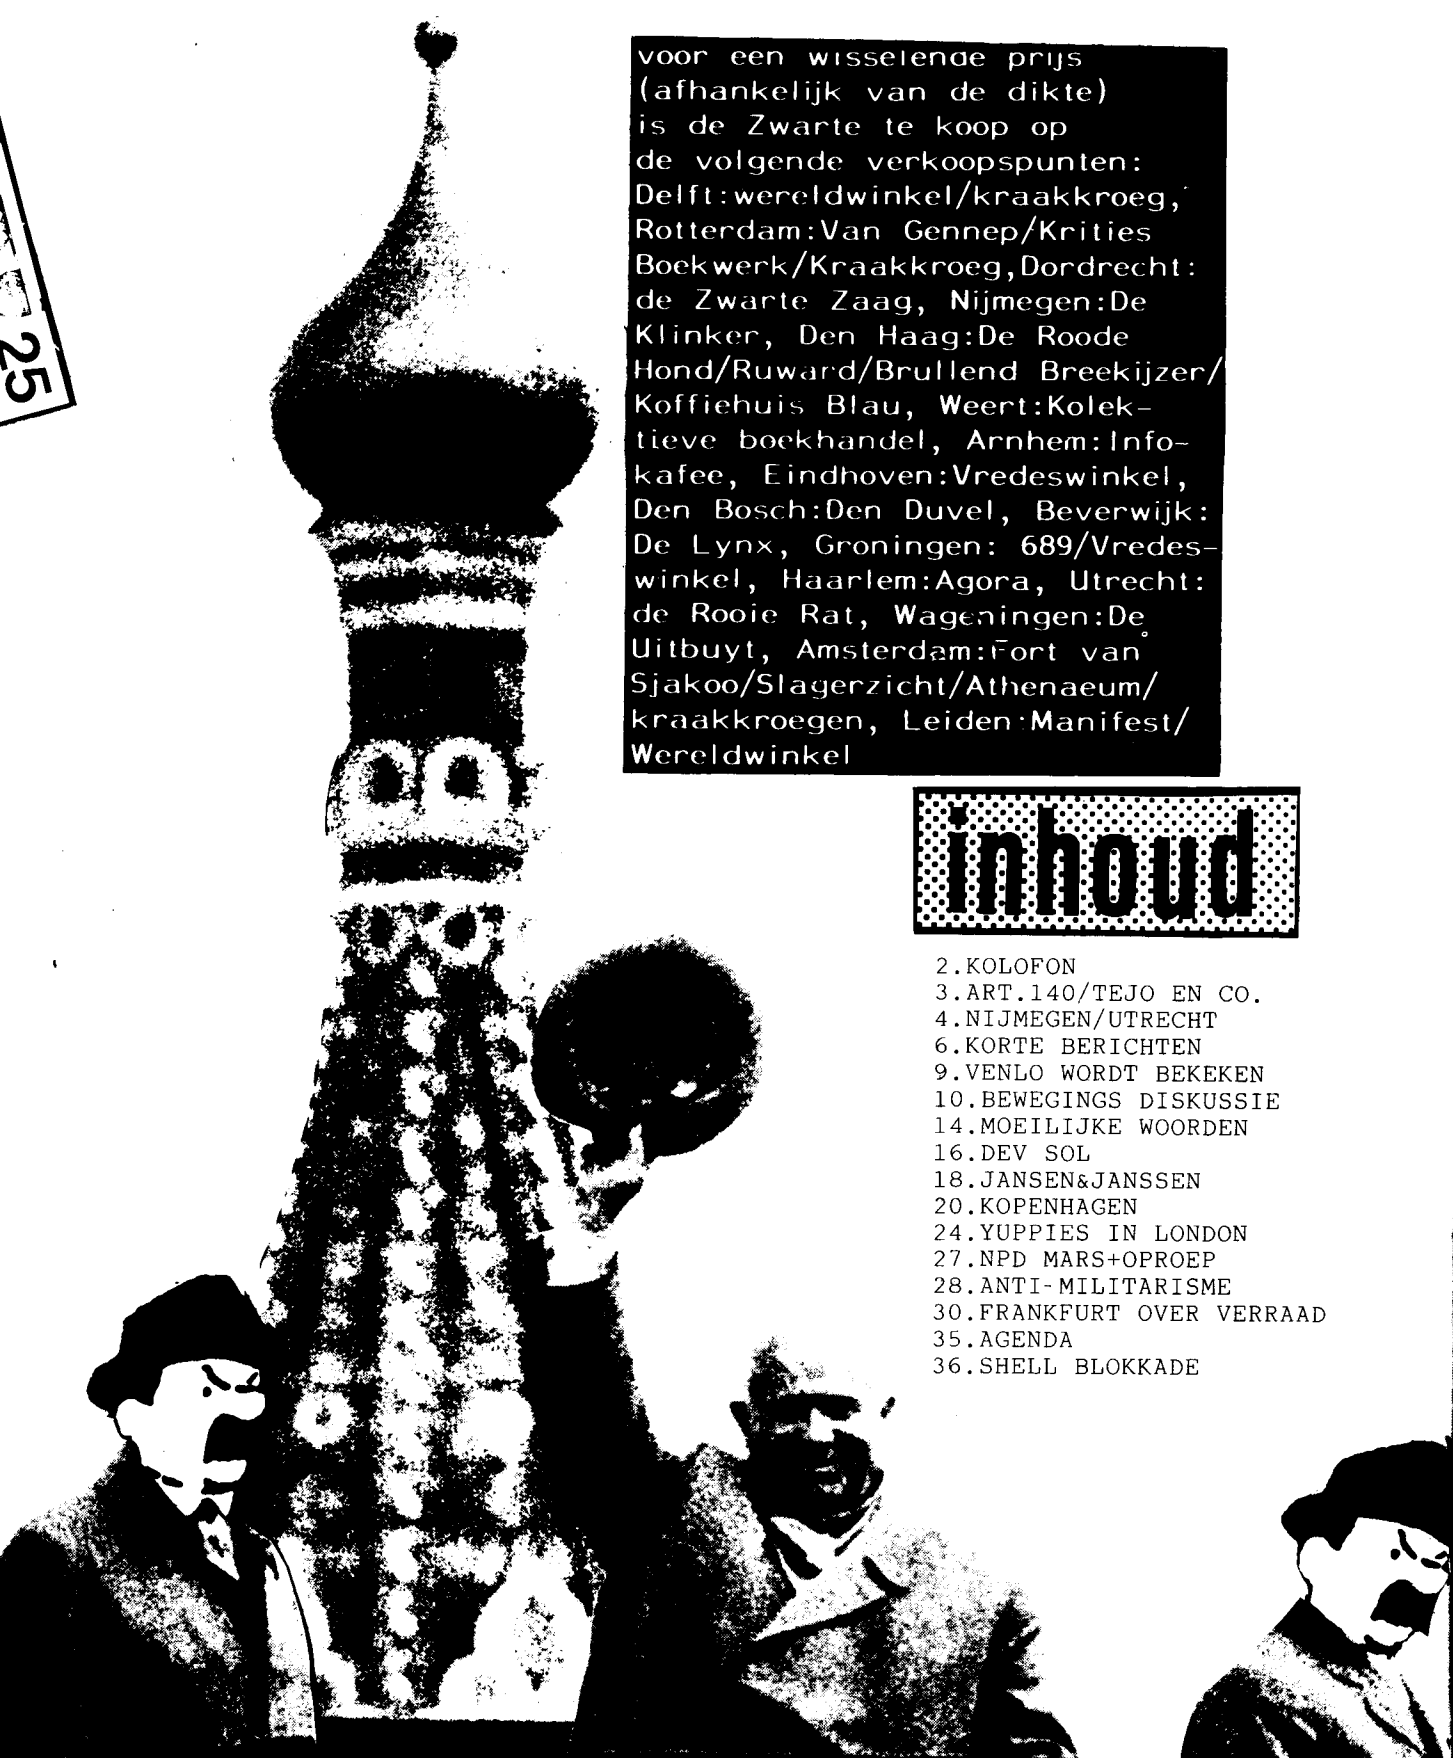 voor een wisselende prijs
(afhankelijk van de dikte)
is de Zwarte te koop op
de volgende verkoopspunten:
Delft:wereldwinkel/kraakkroeg,
Rotterdam:Van Gennep/Krities
Boekwerk/Kraakkroeg,Dordrecht:
de Zwarte Zaag, Nijmegen:De
Klinker, Den Haag:De Roode
Hond/Ruward/Brullend Breekijzer/
Koffiehuis Blau, Weert:Kolek-
tieve boekhandel, Arnhem:Info-
kafee, Eindhoven:Vredeswinkel,
Den Bosch:Den Duvel, Beverwijk:
De Lynx, Groningen: 689/Vredes-
winkel, Haarlem:Agora, Utrecht:
de Rooie Rat, Wageningen:De
Uitbuyt, Amsterdam:Fort van
Sjakoo/Slagerzicht/Athenaeum/
kraakkroegen, Leiden:Manifest/
Wereldwinkel
25
inhoud
2.KOLOFON
3.ART.140/TEJO EN CO.
4.NIJMEGEN/UTRECHT
6.KORTE BERICHTEN
9.VENLO WORDT BEKEKEN
10.BEWEGINGS DISKUSSIE
14.MOEILIJKE WOORDEN
16.DEV SOL
18.JANSEN&JANSSEN
20.KOPENHAGEN
24.YUPPIES IN LONDON
27.NPD MARS+OPROEP
28.ANTI-MILITARISME
30.FRANKFURT OVER VERRAAD
35.AGENDA
36.SHELL BLOKKADE